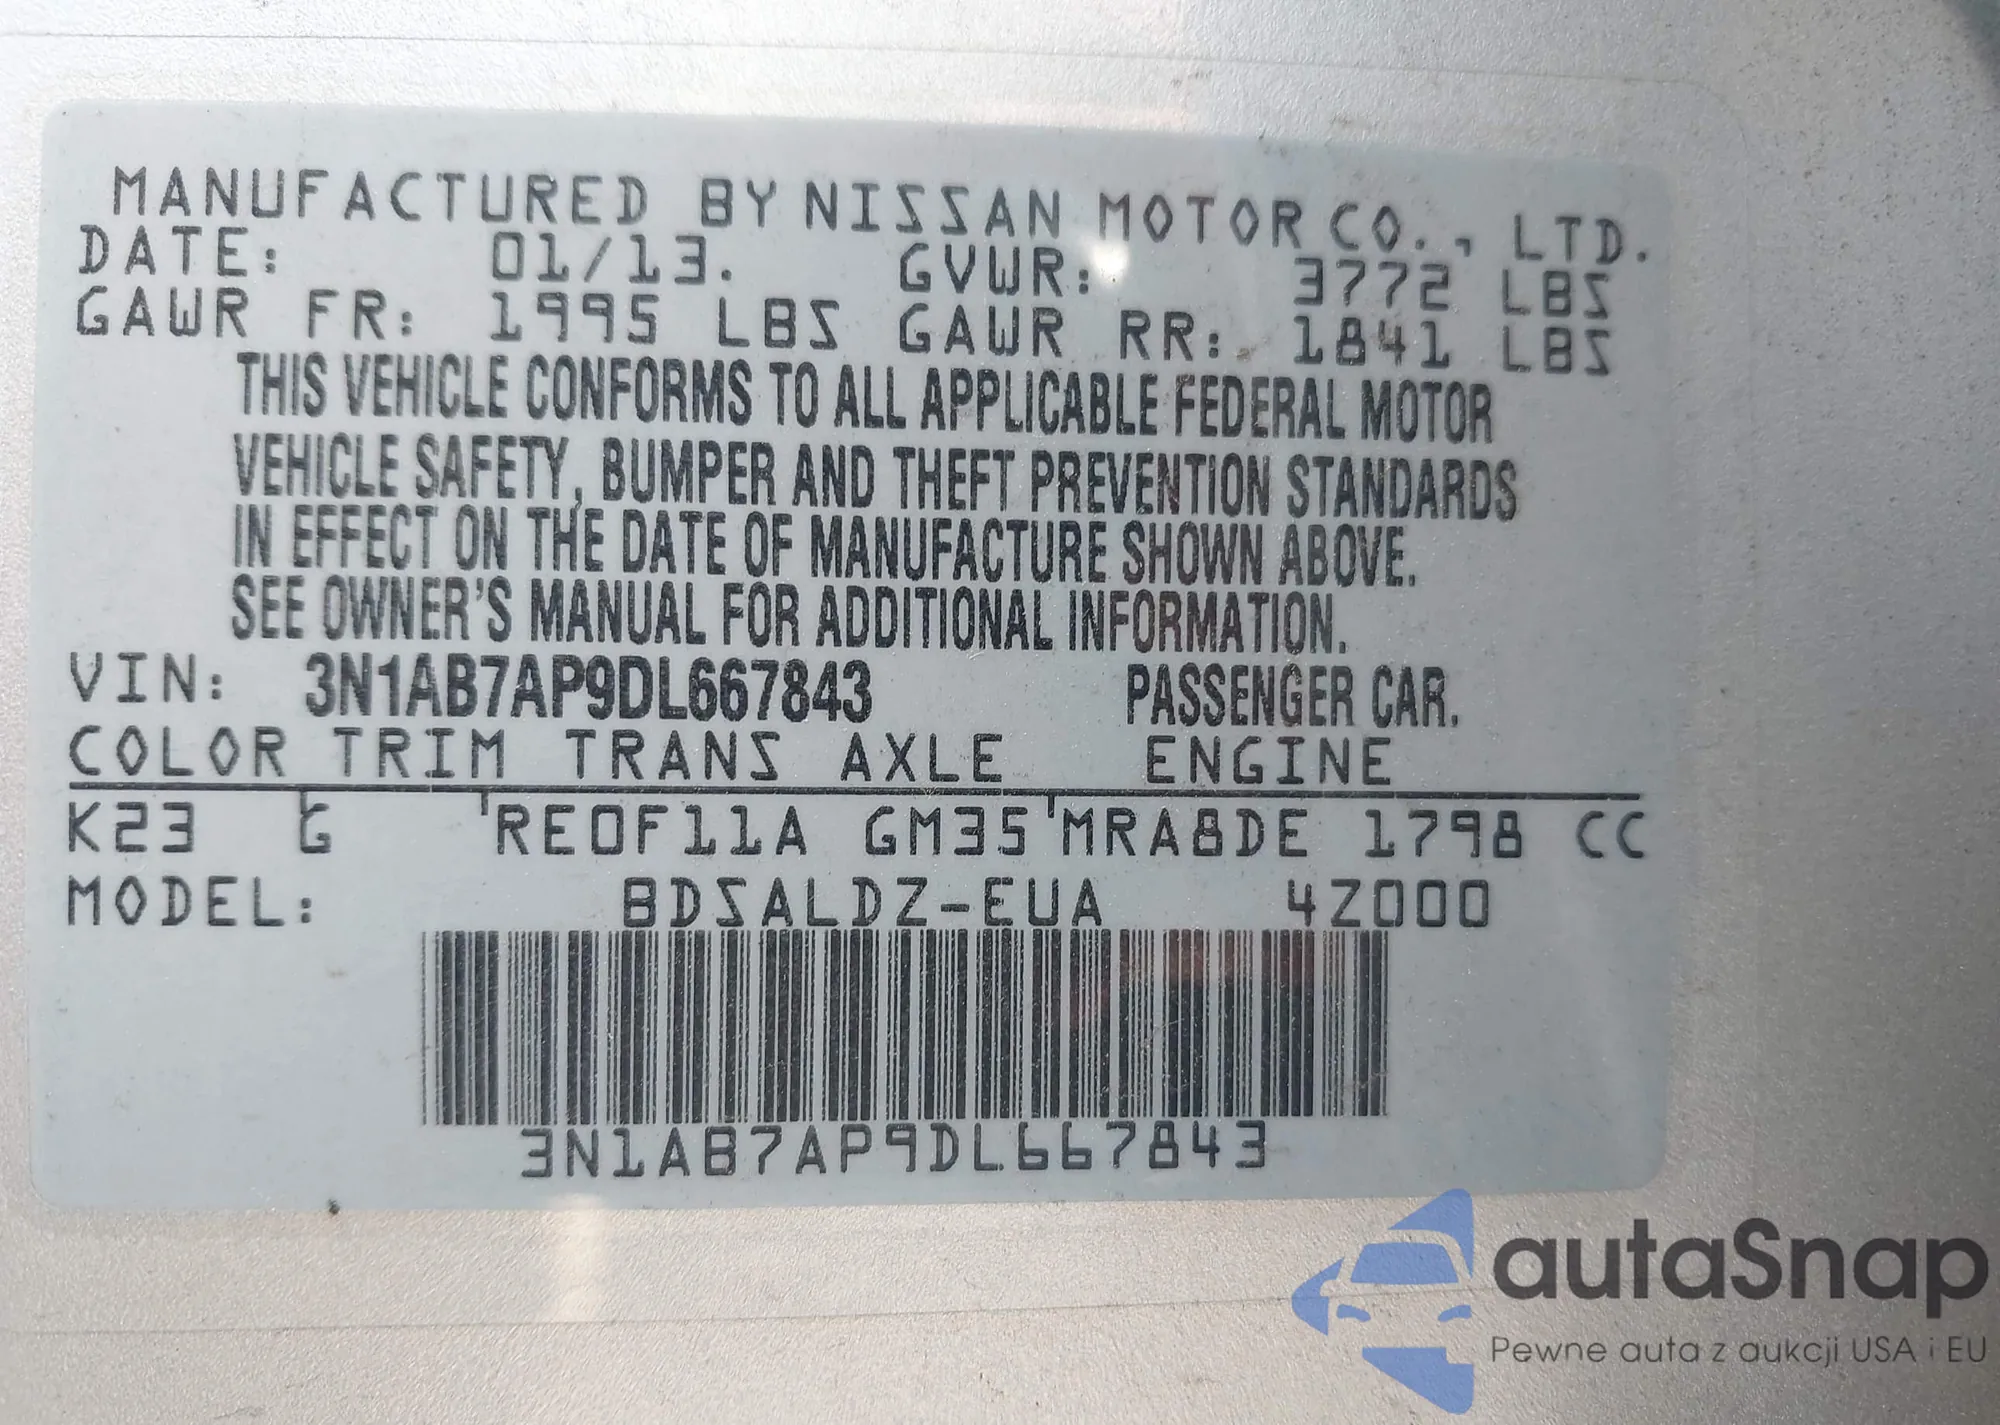 MANUFACTURED BY NISSAN MOTOR CO., LTD.
DATE: 01/13. GVWR: 3772 LBS
GAWR FR: 1995 LBS GAWR RR: 1841 LBS
THIS VEHICLE CONFORMS TO ALL APPLICABLE FEDERAL MOTOR
VEHICLE SAFETY, BUMPER AND THEFT PREVENTION STANDARDS
IN EFFECT ON THE DATE OF MANUFACTURE SHOWN ABOVE.
SEE OWNER'S MANUAL FOR ADDITIONAL INFORMATION.
VIN: 3N1AB7AP9DL667843 PASSENGER CAR.
COLOR TRIM TRANS AXLE ENGINE
K23 G RE0F11A GM35 MRA8DE 1798 CC
MODEL: BDSALDZ-EUA 4Z000
3N1AB7AP9DL667843
autaSnap
Pewne auta z aukcji USA i EU